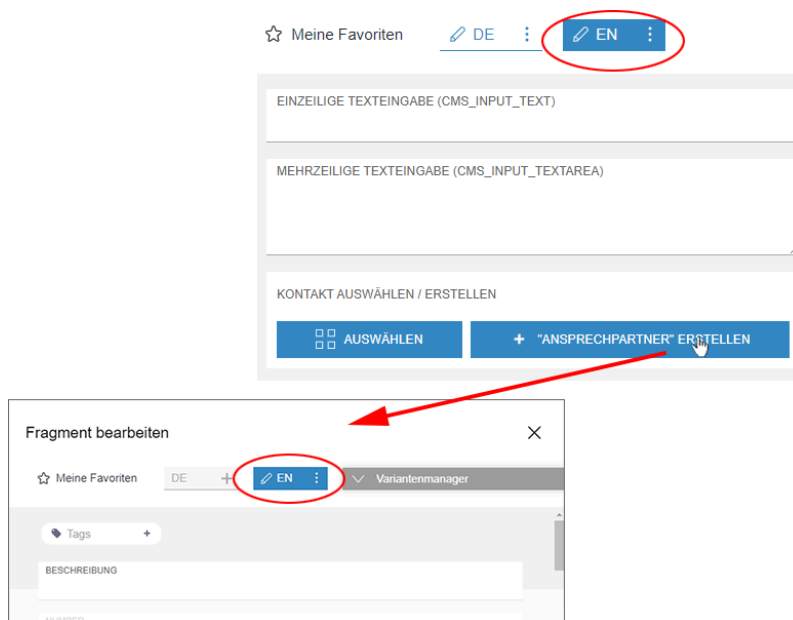 Meine Favoriten DE EN
EINZEILIGE TEXTEINGABE (CMS_INPUT_TEXT)
MEHRZEILIGE TEXTEINGABE (CMS_INPUT_TEXTAREA)
KONTAKT AUSWÄHLEN / ERSTELLEN
AUSWÄHLEN + "ANSPRECHPARTNER" ERSTELLEN
Fragment bearbeiten
Meine Favoriten DE + EN Variantenmanager
Tags +
BESCHREIBUNG
NUMBER